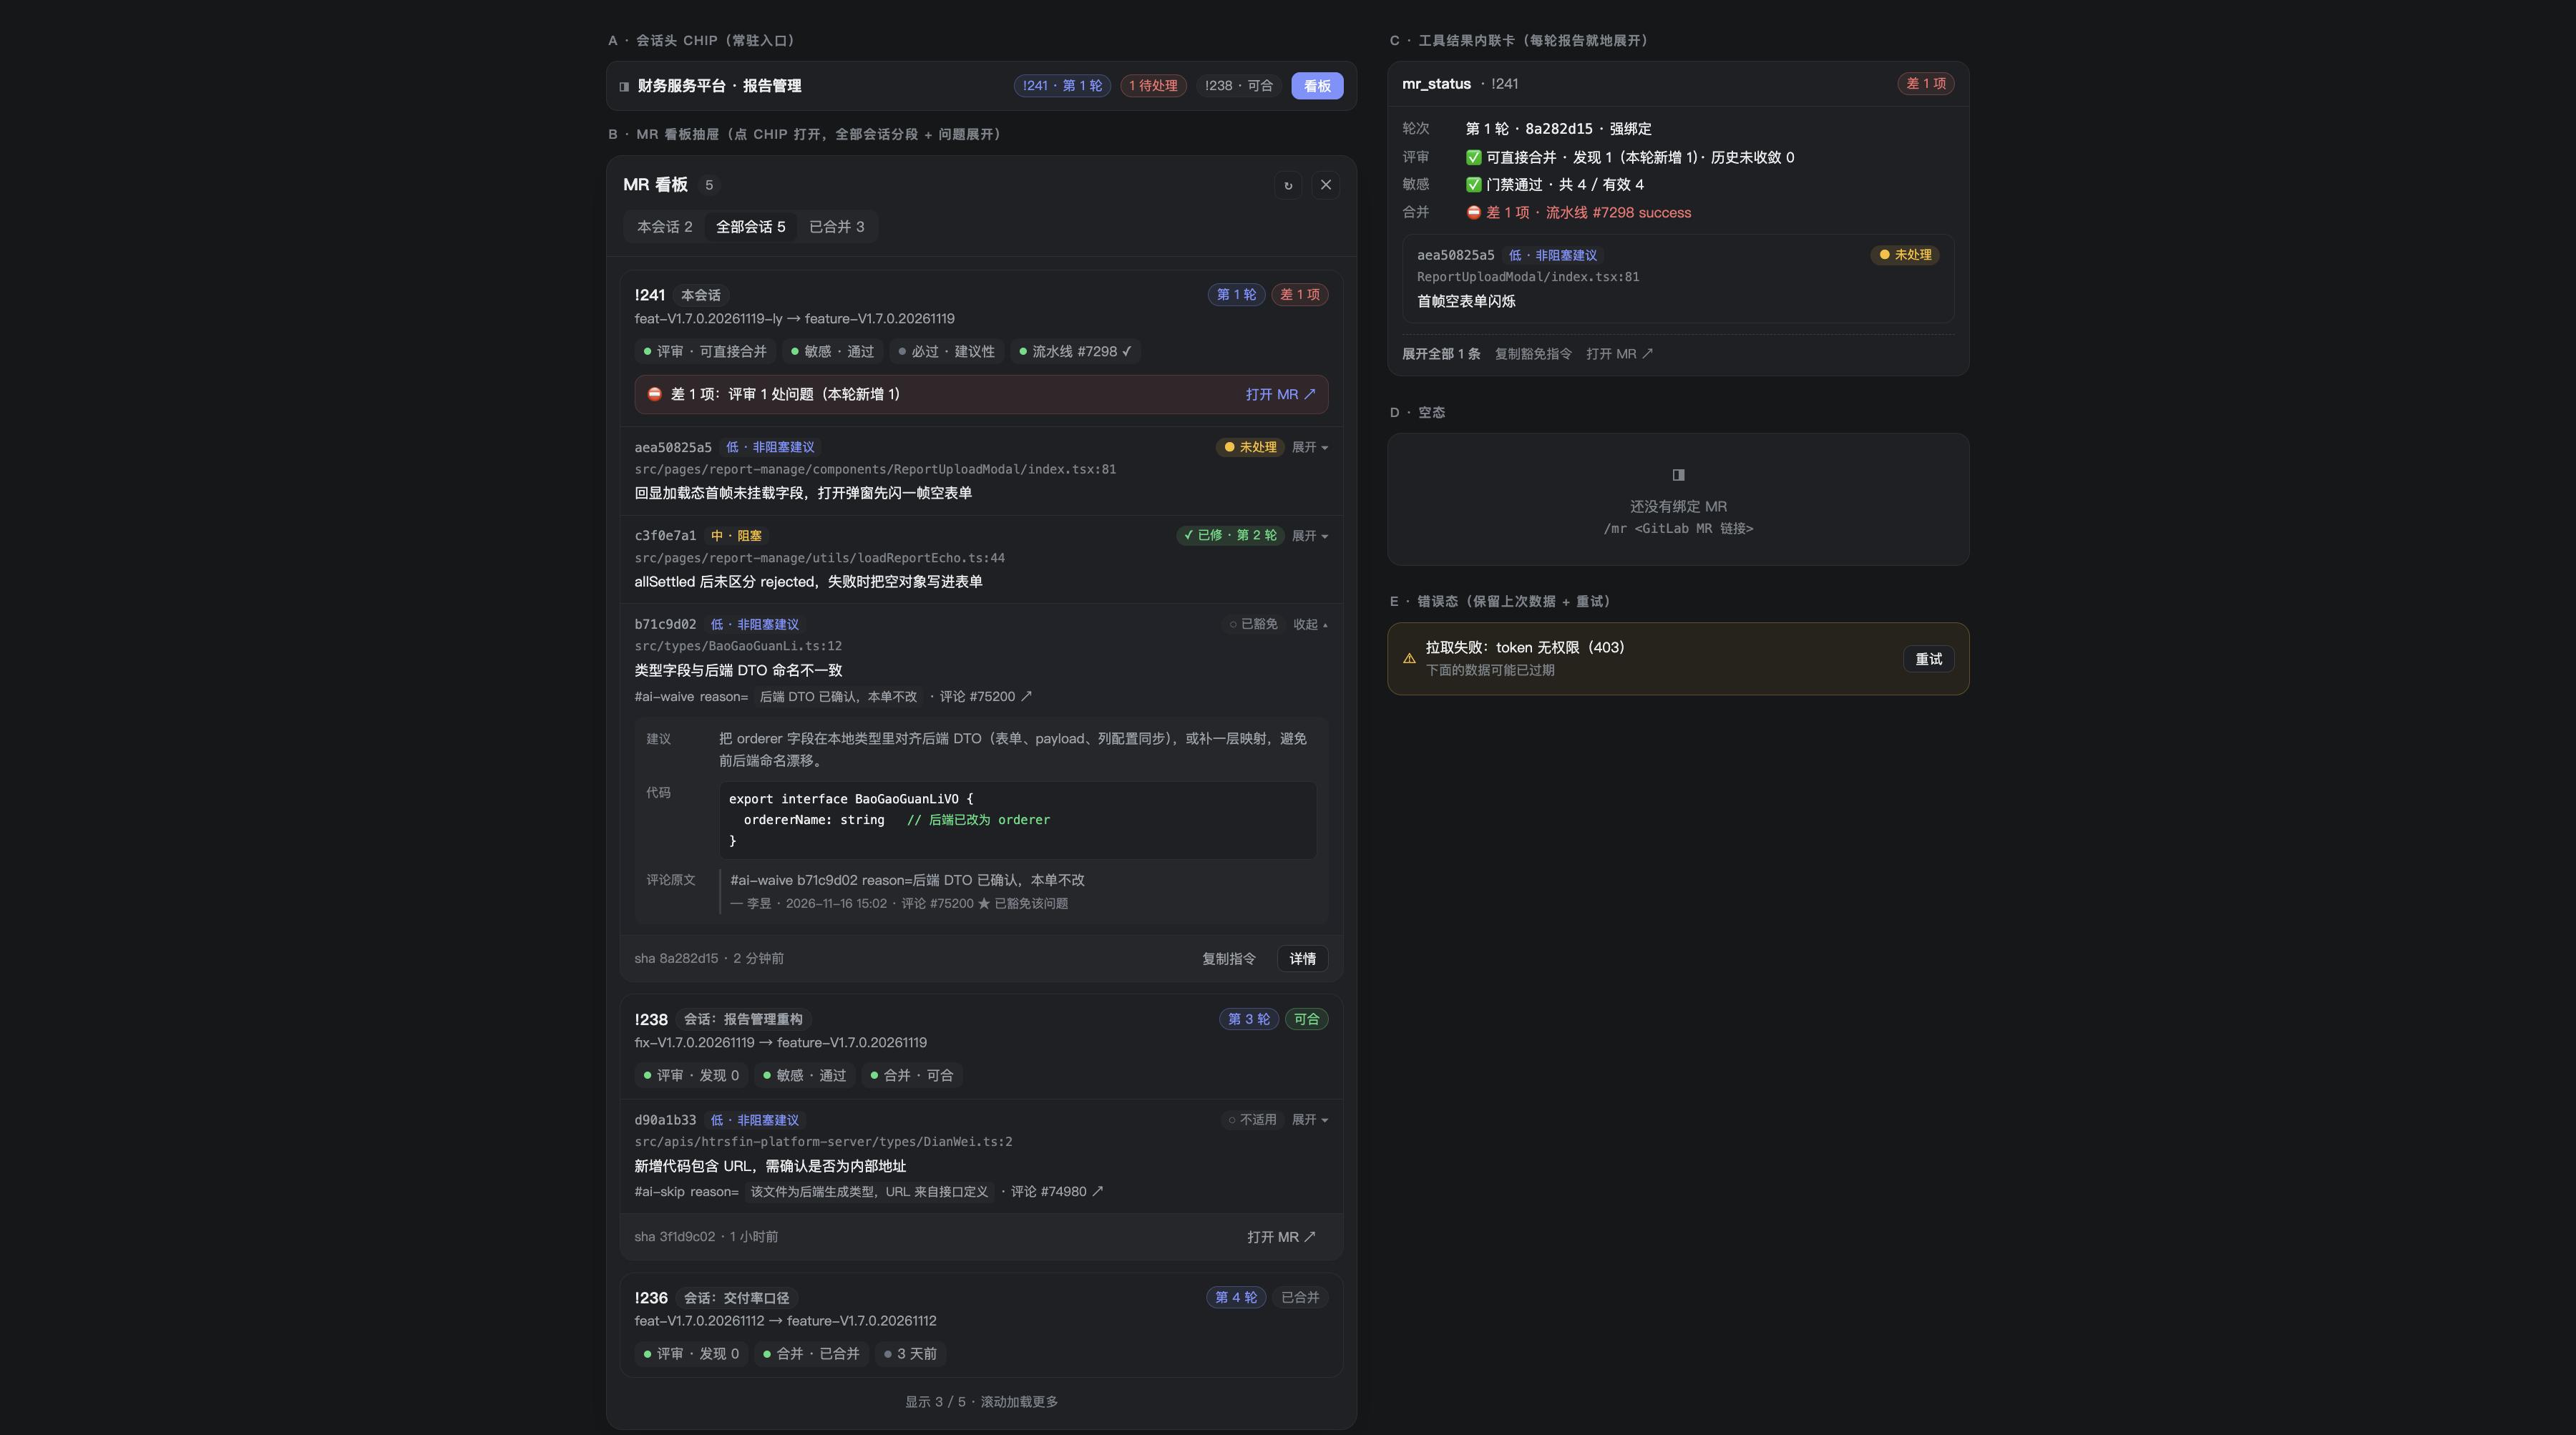 A · 会话头 CHIP（常驻入口）
财务服务平台 · 报告管理
!241 · 第 1 轮
1 待处理
!238 · 可合
看板
B · MR 看板抽屉（点 CHIP 打开，全部会话分段 + 问题展开）
MR 看板 5
本会话 2 全部会话 5 已合并 3
!241 本会话 第 1 轮 差 1 项
feat-V1.7.0.20261119-ly → feature-V1.7.0.20261119
评审 · 可直接合并 敏感 · 通过 必过 · 建议性 流水线 #7298 ✓
差 1 项：评审 1 处问题（本轮新增 1） 打开 MR ↗
aea50825a5 低 · 非阻塞建议 未处理 展开
src/pages/report-manage/components/ReportUploadModal/index.tsx:81
回显加载态首帧未挂载字段，打开弹窗先闪一帧空表单
c3f0e7a1 中 · 阻塞 ✓ 已修 · 第 2 轮 展开
src/pages/report-manage/utils/loadReportEcho.ts:44
allSettled 后未区分 rejected，失败时把空对象写进表单
b71c9d02 低 · 非阻塞建议 ○ 已豁免 收起
src/types/BaoGaoGuanLi.ts:12
类型字段与后端 DTO 命名不一致
#ai-waive reason= 后端 DTO 已确认，本单不改 · 评论 #75200 ↗
建议 把 orderer 字段在本地类型里对齐后端 DTO（表单、payload、列配置同步），或补一层映射，避免
前后端命名漂移。
代码
export interface BaoGaoGuanLiVO {
ordererName: string // 后端已改为 orderer
}
评论原文 #ai-waive b71c9d02 reason=后端 DTO 已确认，本单不改
— 李昱 · 2026-11-16 15:02 · 评论 #75200 ★ 已豁免该问题
sha 8a282d15 · 2 分钟前 复制指令 详情
!238 会话：报告管理重构 第 3 轮 可合
fix-V1.7.0.20261119 → feature-V1.7.0.20261119
评审 · 发现 0 敏感 · 通过 合并 · 可合
d90a1b33 低 · 非阻塞建议 ○ 不适用 展开
src/apis/htrsfin-platform-server/types/DianWei.ts:2
新增代码包含 URL，需确认是否为内部地址
#ai-skip reason= 该文件为后端生成类型，URL 来自接口定义 · 评论 #74980 ↗
sha 3f1d9c02 · 1 小时前 打开 MR ↗
!236 会话：交付率口径 第 4 轮 已合并
feat-V1.7.0.20261112 → feature-V1.7.0.20261112
评审 · 发现 0 合并 · 已合并 3 天前
显示 3 / 5 · 滚动加载更多
C · 工具结果内联卡（每轮报告就地展开）
mr_status · !241 差 1 项
轮次 第 1 轮 · 8a282d15 · 强绑定
评审 ✅ 可直接合并 · 发现 1（本轮新增 1）· 历史未收敛 0
敏感 ✅ 门禁通过 · 共 4 / 有效 4
合并 ⛔ 差 1 项 · 流水线 #7298 success
aea50825a5 低 · 非阻塞建议 未处理
ReportUploadModal/index.tsx:81
首帧空表单闪烁
展开全部 1 条 复制豁免指令 打开 MR ↗
D · 空态
还没有绑定 MR
/mr <GitLab MR 链接>
E · 错误态（保留上次数据 + 重试）
⚠ 拉取失败：token 无权限（403）
下面的数据可能已过期
重试